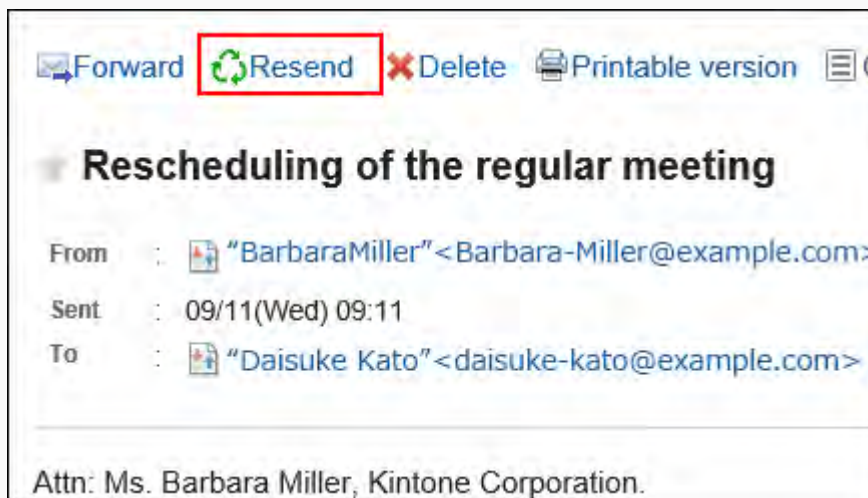 Forward Resend Delete Printable version
Rescheduling of the regular meeting
From : "BarbaraMiller"<Barbara-Miller@example.com>
Sent : 09/11(Wed) 09:11
To : "Daisuke Kato"<daisuke-kato@example.com>
Attn: Ms. Barbara Miller, Kintone Corporation.